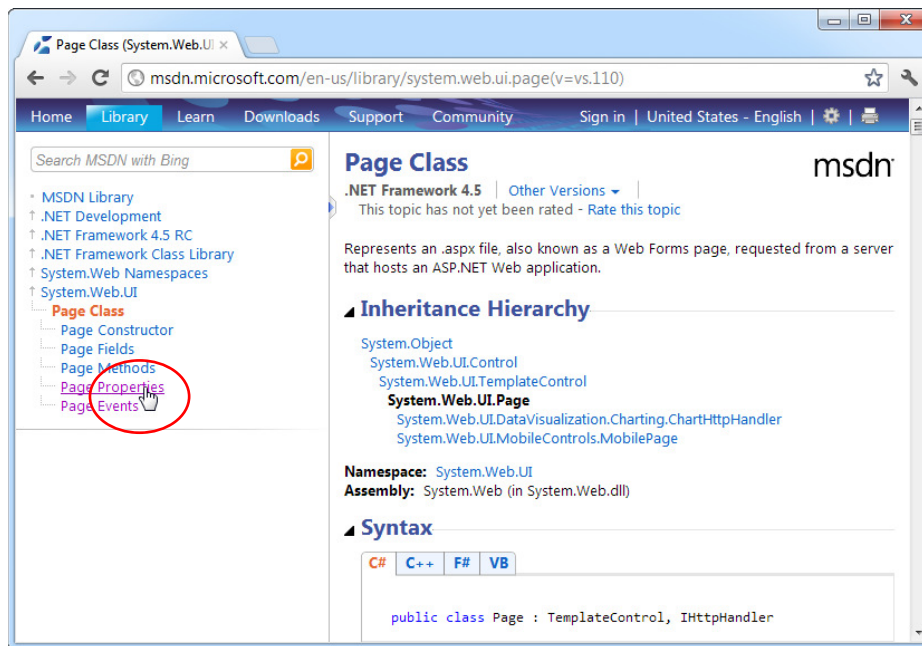 Page Class (System.Web.UI
msdn.microsoft.com/en-us/library/system.web.ui.page(v=vs.110)
Home Library Learn Downloads Support Community Sign in | United States - English | |
Search MSDN with Bing
MSDN Library
.NET Development
.NET Framework 4.5 RC
.NET Framework Class Library
System.Web Namespaces
System.Web.UI
Page Class
Page Constructor
Page Fields
Page Methods
Page Properties
Page Events
Page Class
msdn
.NET Framework 4.5 | Other Versions |
This topic has not yet been rated - Rate this topic
Represents an .aspx file, also known as a Web Forms page, requested from a server
that hosts an ASP.NET Web application.
Inheritance Hierarchy
System.Object
System.Web.UI.Control
System.Web.UI.TemplateControl
System.Web.UI.Page
System.Web.UI.DataVisualization.Charting.ChartHttpHandler
System.Web.UI.MobileControls.MobilePage
Namespace: System.Web.UI
Assembly: System.Web (in System.Web.dll)
Syntax
C# C++ F# VB
public class Page : TemplateControl, IHttpHandler